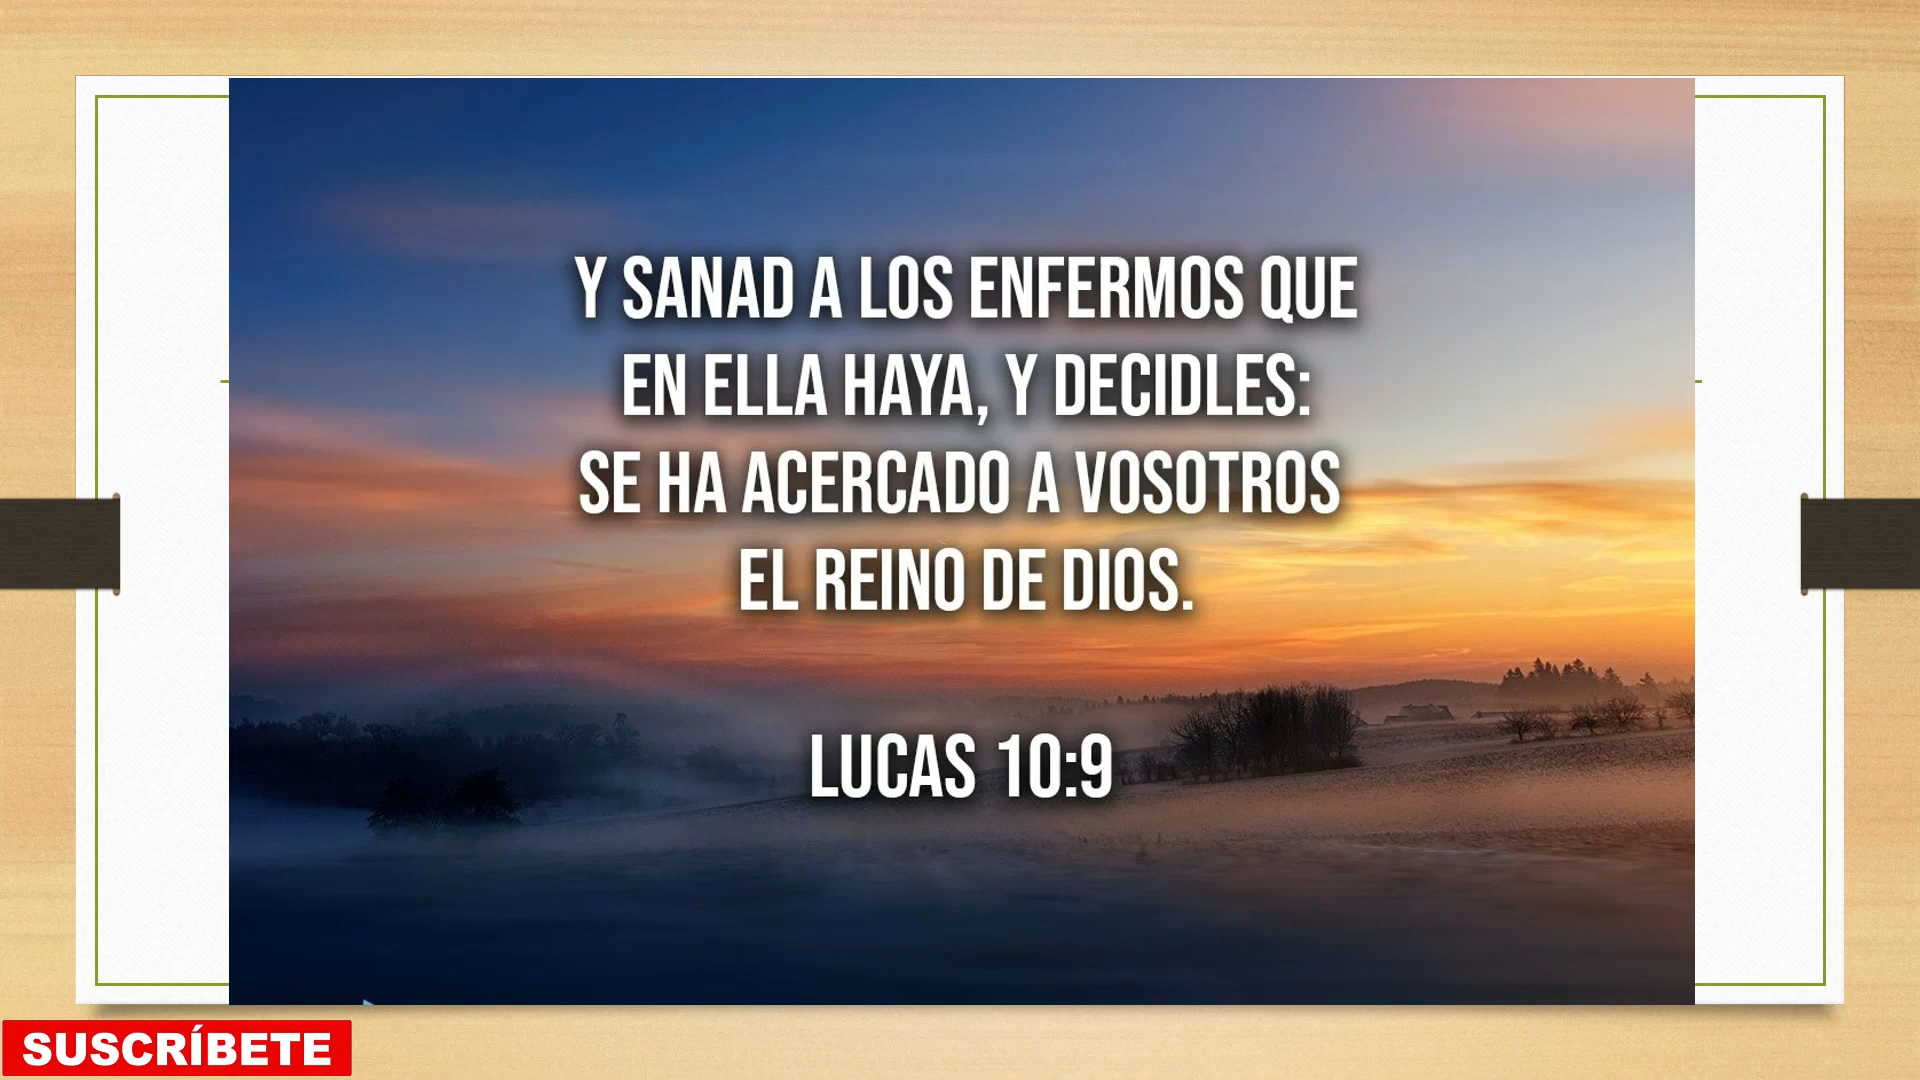 Y SANAD A LOS ENFERMOS QUE
EN ELLA HAYA, Y DECIDLES:
SE HA ACERCADO A VOSOTROS
EL REINO DE DIOS.
LUCAS 10:9
SUSCRÍBETE